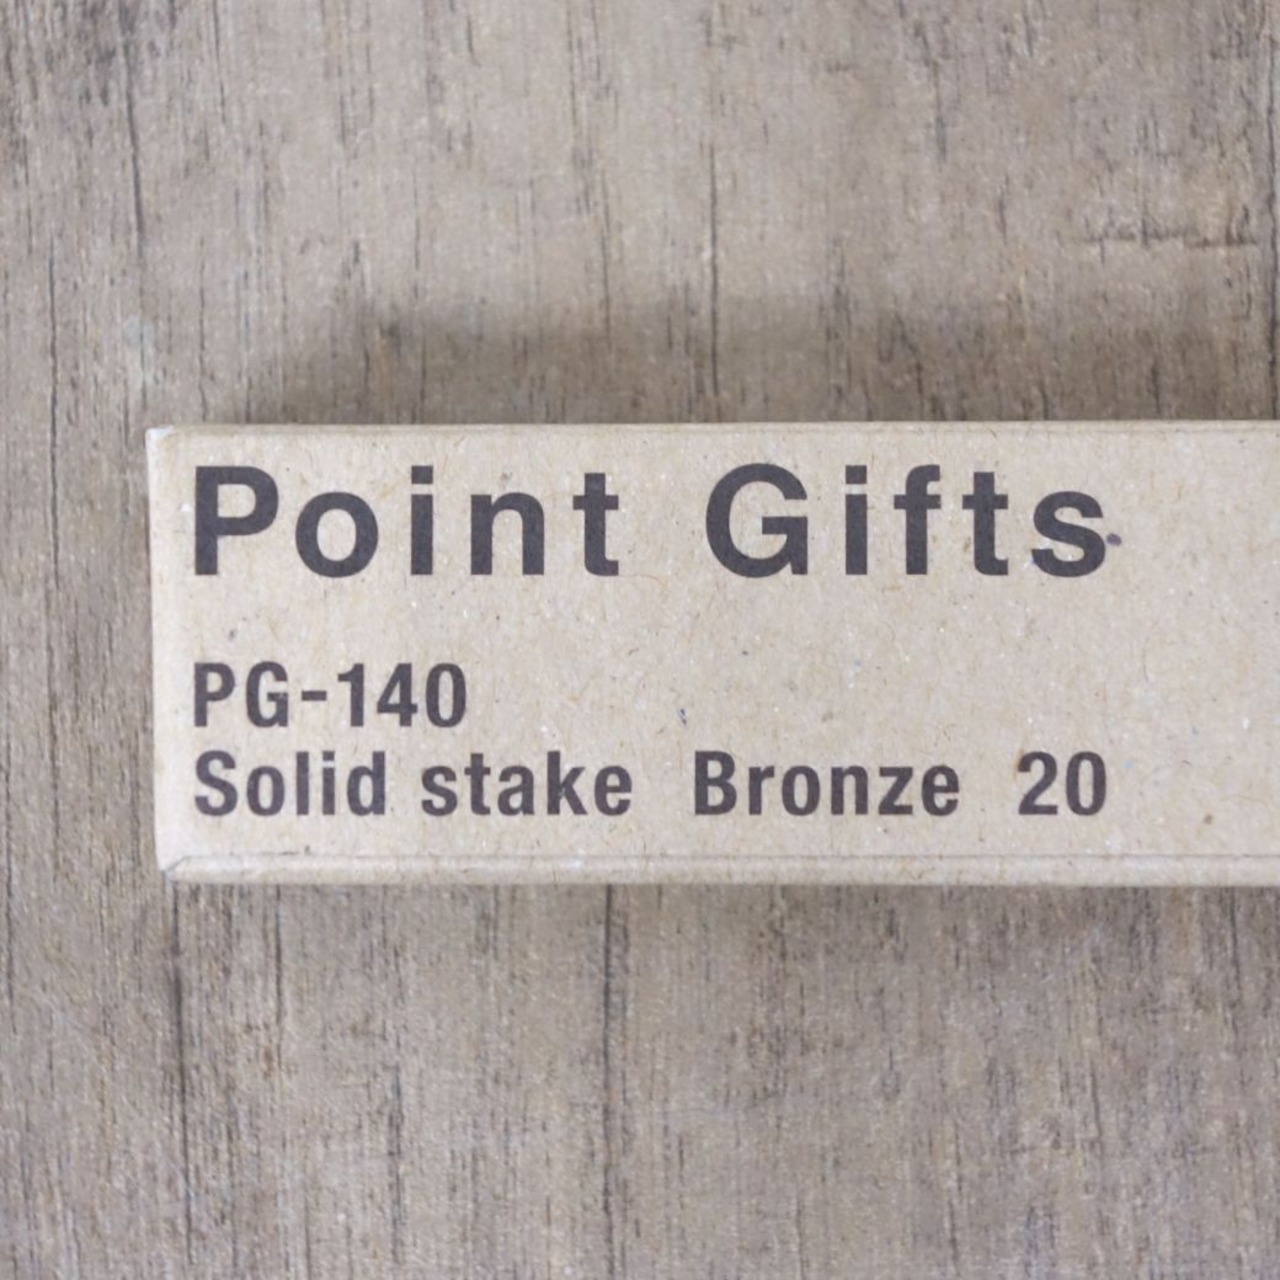 Point Gifts
PG-140
Solid stake Bronze 20